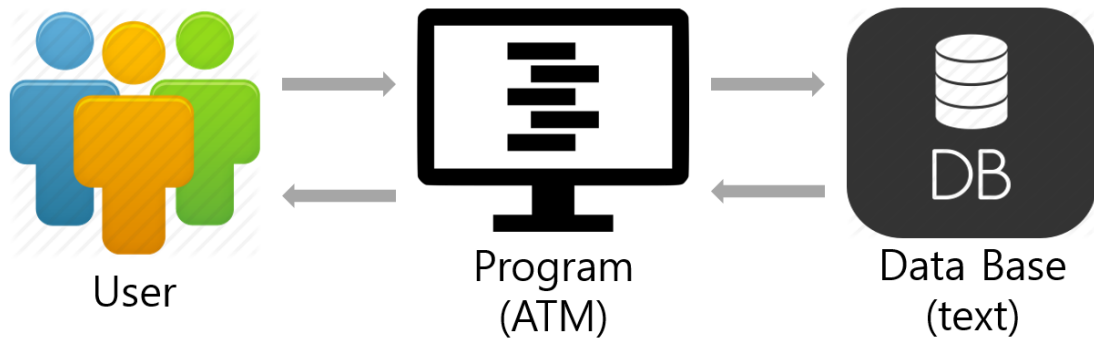 DB
User
Program
(ATM)
Data Base
(text)